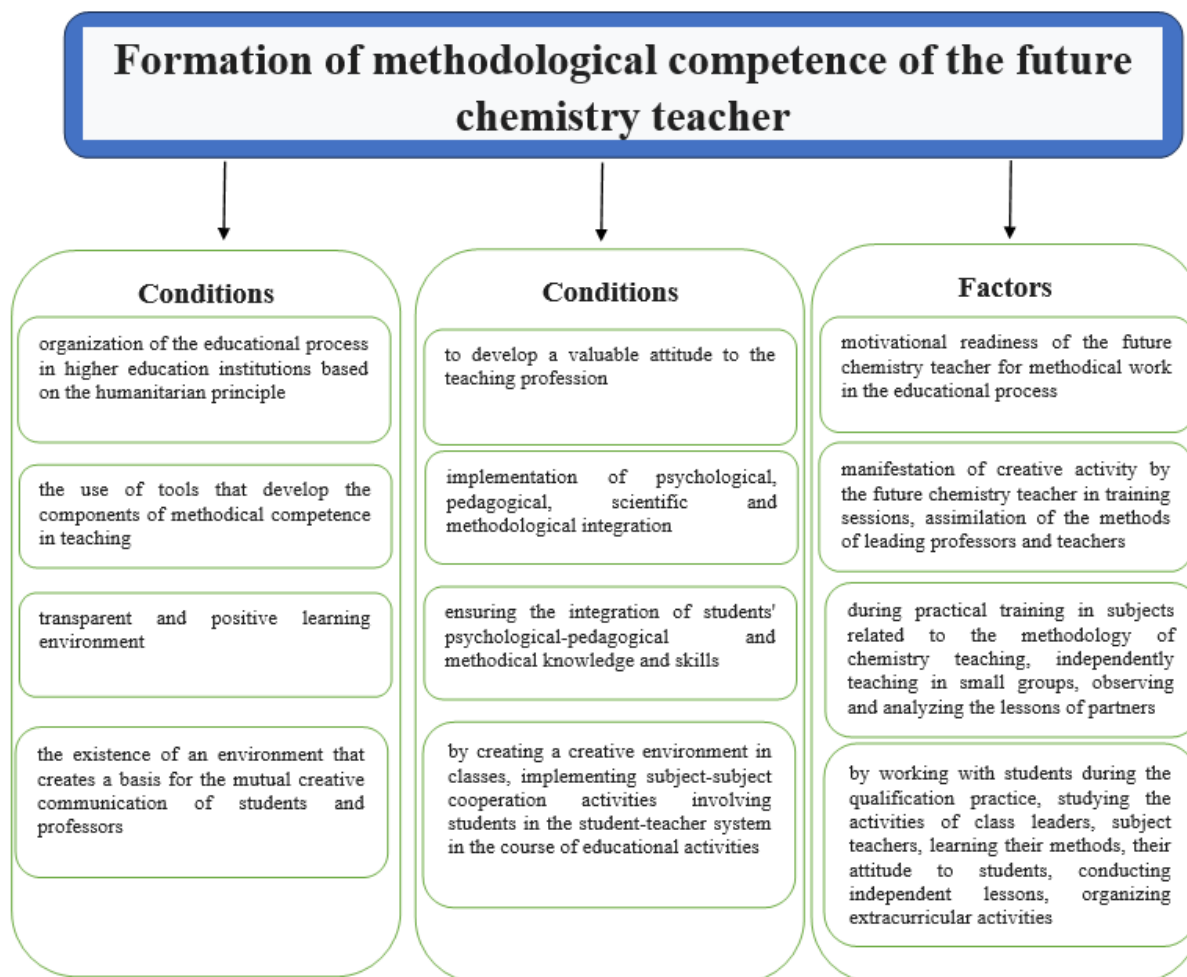 Formation of methodological competence of the future
chemistry teacher
Conditions
organization of the educational process
in higher education institutions based
on the humanitarian principle
the use of tools that develop the
components of methodical competence
in teaching
transparent and positive learning
environment
the existence of an environment that
creates a basis for the mutual creative
communication of students and
professors
Conditions
to develop a valuable attitude to the
teaching profession
implementation of psychological,
pedagogical, scientific and
methodological integration
ensuring the integration of students'
psychological-pedagogical and
methodical knowledge and skills
by creating a creative environment in
classes, implementing subject-subject
cooperation activities involving
students in the student-teacher system
in the course of educational activities
Factors
motivational readiness of the future
chemistry teacher for methodical work
in the educational process
manifestation of creative activity by
the future chemistry teacher in training
sessions, assimilation of the methods
of leading professors and teachers
during practical training in subjects
related to the methodology of
chemistry teaching, independently
teaching in small groups, observing
and analyzing the lessons of partners
by working with students during the
qualification practice, studying the
activities of class leaders, subject
teachers, learning their methods, their
attitude to students, conducting
independent lessons, organizing
extracurricular activities